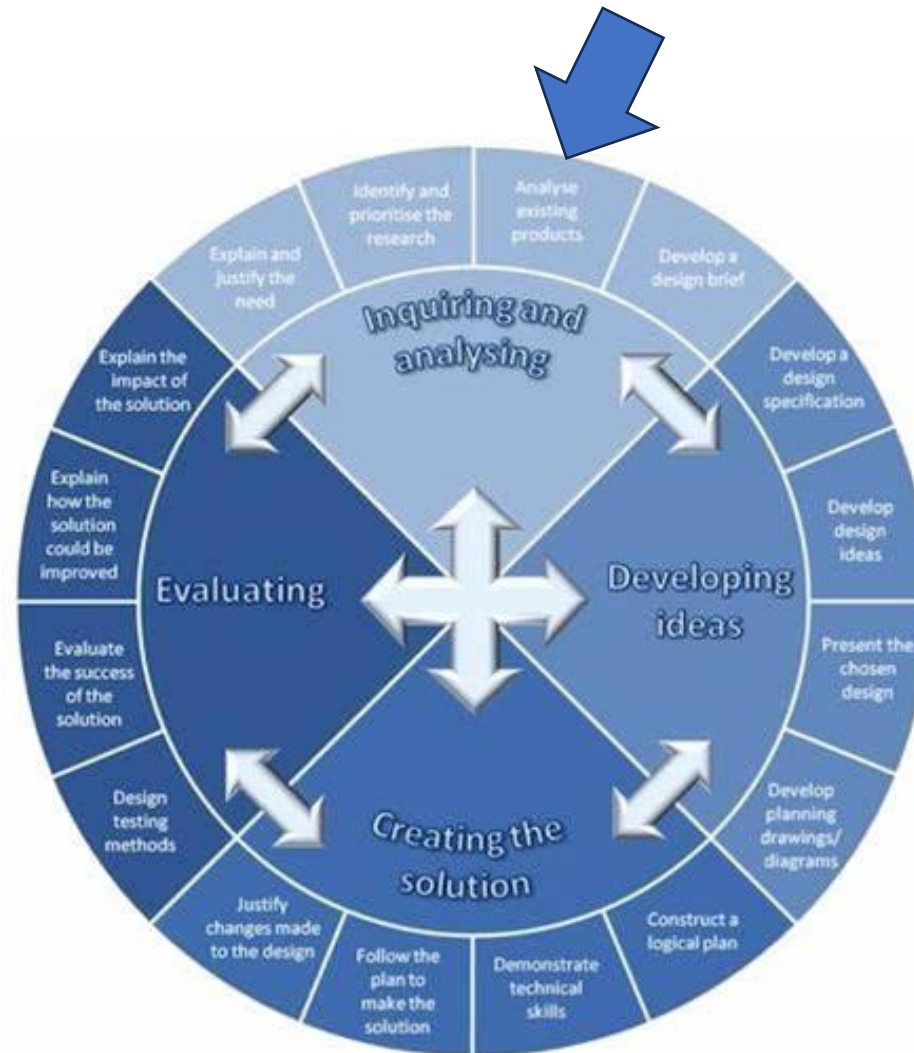 Identify and
prioritise the
research
Analyse
existing
products
Explain and
justify the
need
Develop a
design brief
Inquiring and
analysing
Explain the
impact of
the solution
Develop a
design
specification
Explain
how the
solution
could be
improved
Develop
design
ideas
Evaluating
Developing
ideas
Evaluate
the success
of the
solution
Present the
chosen
design
Design
testing
methods
Develop
planning
drawings/
diagrams
Creating the
solution
Justify
changes made
to the design
Follow the
plan to
make the
solution
Demonstrate
technical
skills
Construct a
logical plan